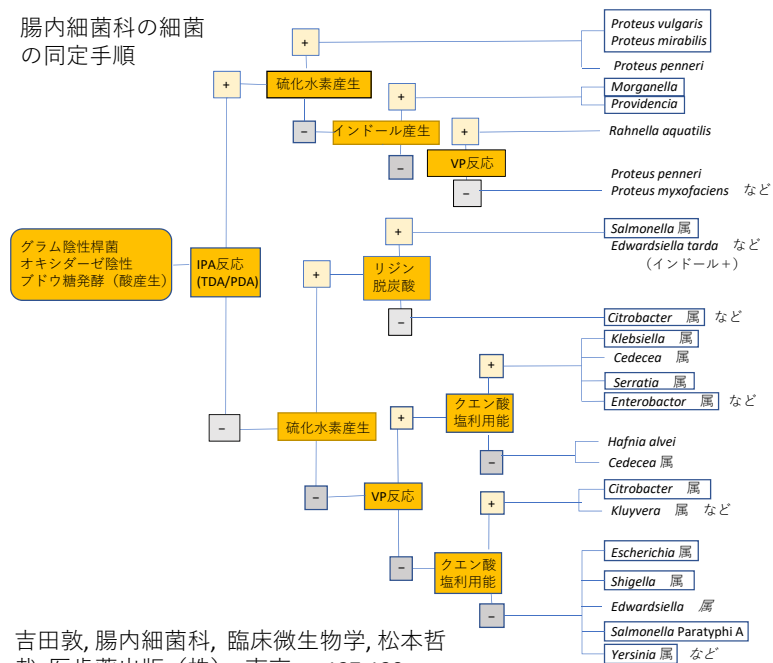 腸内細菌科の細菌
の同定手順
グラム陰性桿菌
オキシダーゼ陰性
ブドウ糖発酵（酸産生）
IPA反応
(TDA/PDA)
+
硫化水素産生
+
Proteus vulgaris
Proteus mirabilis
Proteus penneri
−
インドール産生
+
Morganella
Providencia
−
VP反応
+
Rahnella aquatilis
−
Proteus penneri
Proteus myxofaciens など
−
硫化水素産生
+
リジン
脱炭酸
+
Salmonella 属
Edwardsiella tarda など
（インドール＋）
−
Citrobacter 属 など
−
VP反応
+
クエン酸
塩利用能
+
Klebsiella 属
Cedecea 属
Serratia 属
Enterobactor 属 など
−
Hafnia alvei
Cedecea 属
−
クエン酸
塩利用能
+
Citrobacter 属
Kluyvera 属 など
−
Escherichia 属
Shigella 属
Edwardsiella 属
Salmonella Paratyphi A
Yersinia 属 など
吉田敦, 腸内細菌科, 臨床微生物学, 松本哲